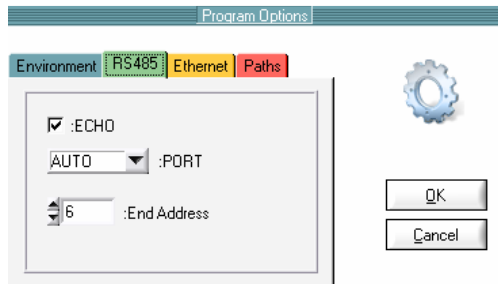 Program Options
Environment RS485 Ethernet Paths
:ECHO
AUTO :PORT
6 :End Address
OK
Cancel